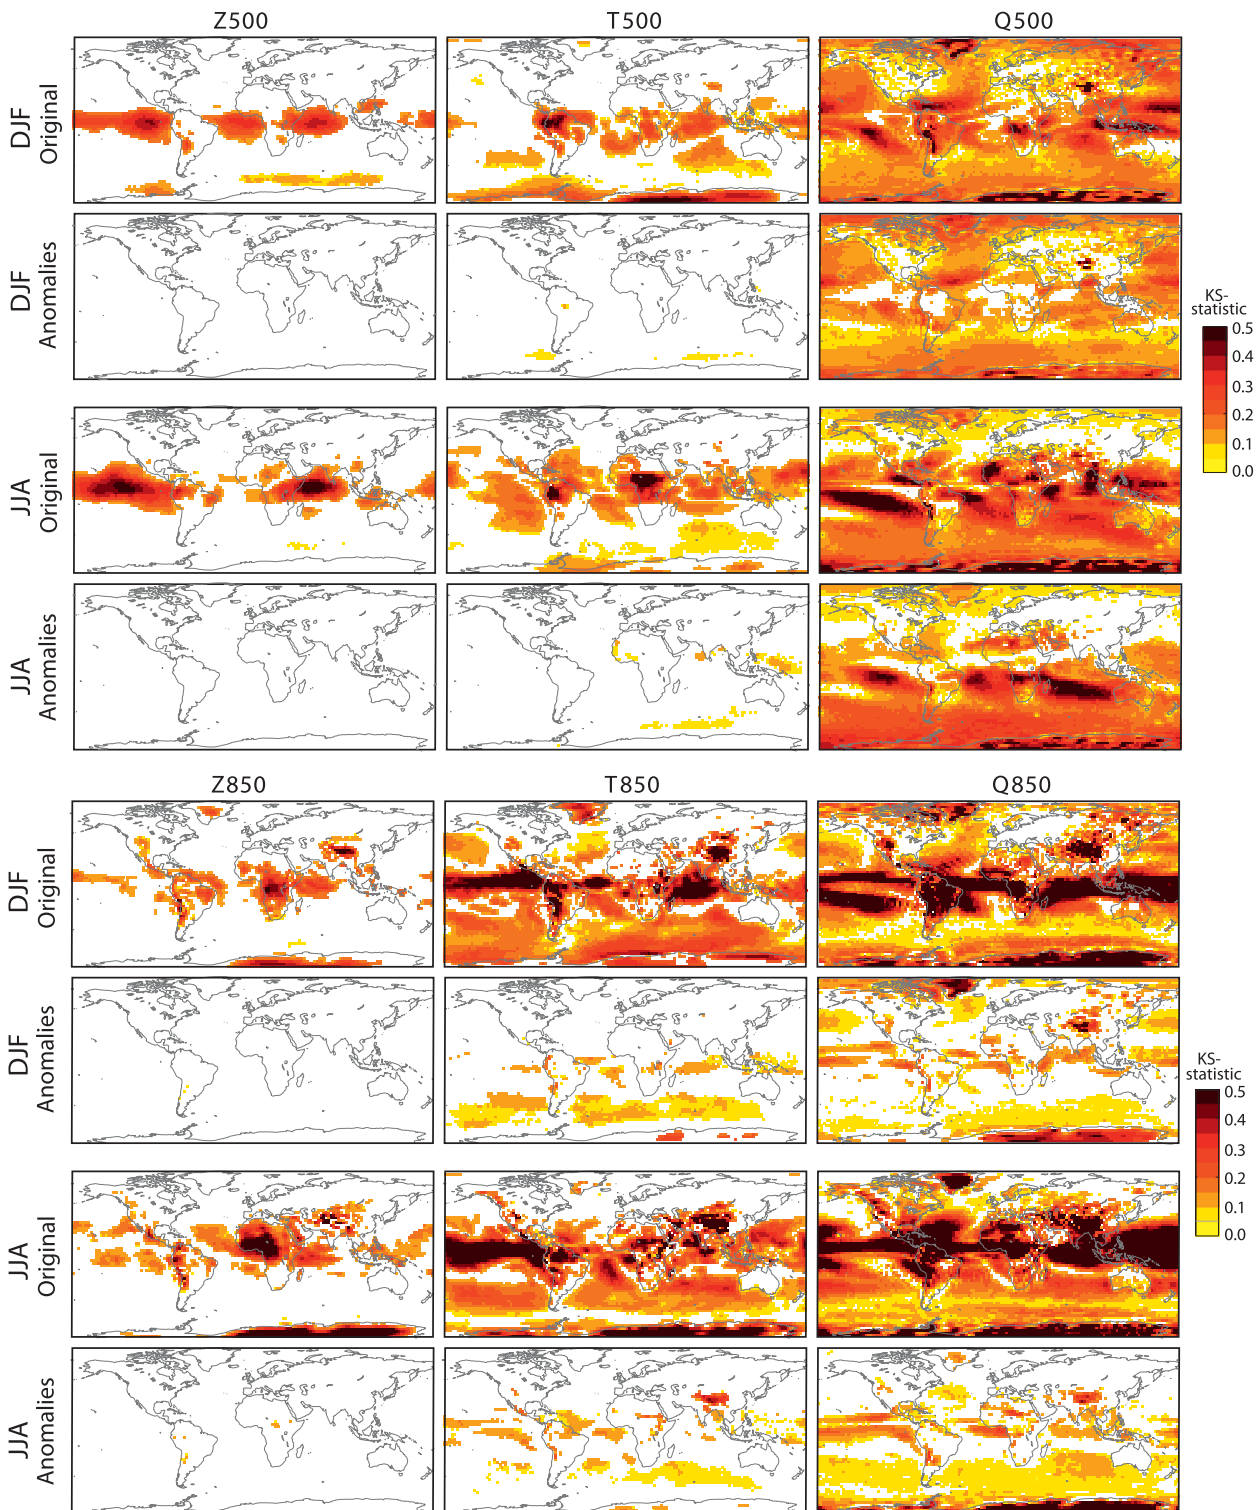 Z500 T500 Q500
DJF
Original
DJF
Anomalies
KS-
statistic
0.5
0.4
0.3
0.2
0.1
0.0
JJA
Original
JJA
Anomalies
Z850 T850 Q850
DJF
Original
DJF
Anomalies
KS-
statistic
0.5
0.4
0.3
0.2
0.1
0.0
JJA
Original
JJA
Anomalies